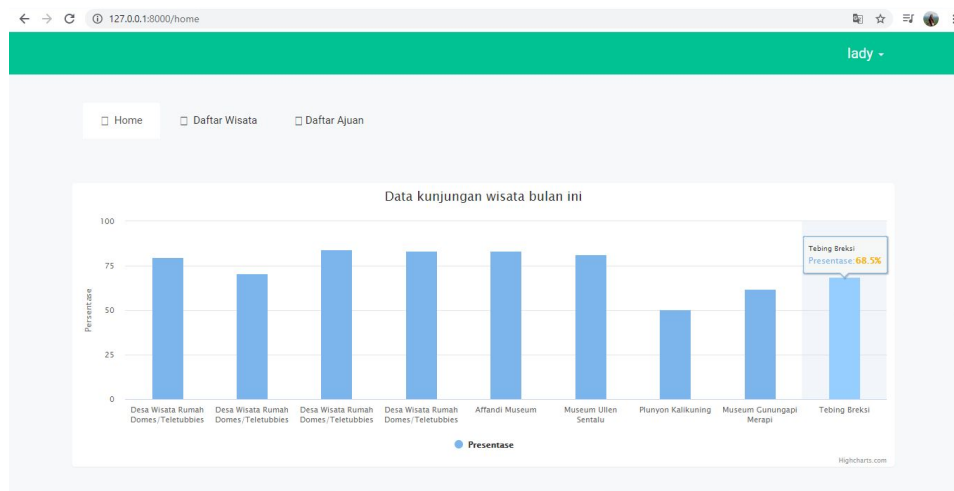 127.0.0.1:8000/home
lady
Home Daftar Wisata Daftar Ajuan
Data kunjungan wisata bulan ini
100
75
50
25
0
Persentase
Tebing Breksi
Presentase: 68.5%
Desa Wisata Rumah Domes/Teletubbies
Desa Wisata Rumah Domes/Teletubbies
Desa Wisata Rumah Domes/Teletubbies
Desa Wisata Rumah Domes/Teletubbies
Affandi Museum
Museum Ullen Sentalu
Plunyon Kalikuning
Museum Gunungapi Merapi
Tebing Breksi
Presentase
Highcharts.com